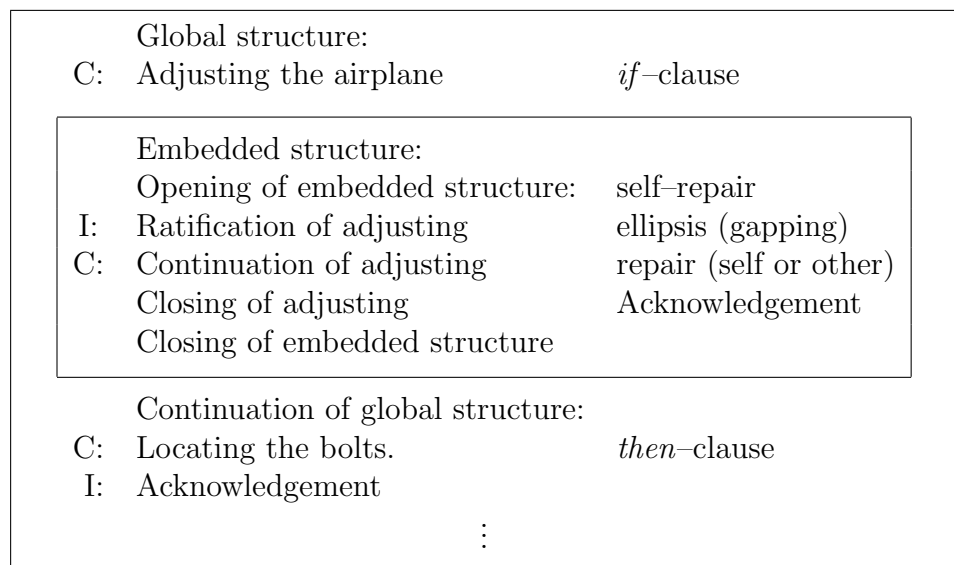 Global structure:
C: Adjusting the airplane if–clause
Embedded structure:
Opening of embedded structure: self–repair
I: Ratification of adjusting ellipsis (gapping)
C: Continuation of adjusting repair (self or other)
Closing of adjusting Acknowledgement
Closing of embedded structure
Continuation of global structure:
C: Locating the bolts. then–clause
I: Acknowledgement
⋮